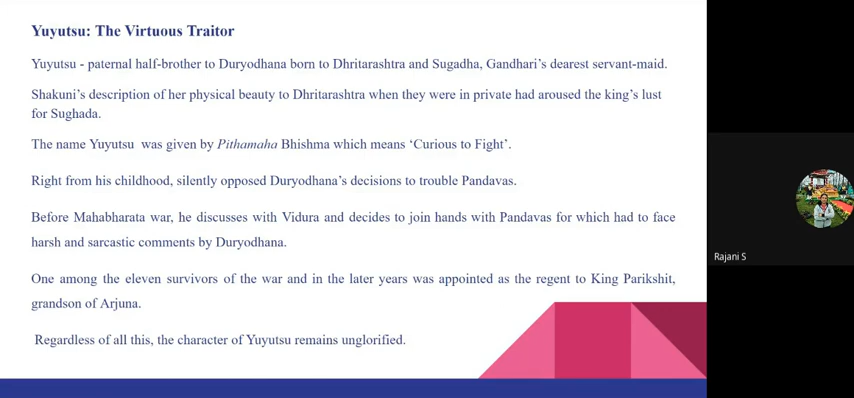 Yuyutsu: The Virtuous Traitor
Yuyutsu - paternal half-brother to Duryodhana born to Dhritarashtra and Sugadha, Gandhari's dearest servant-maid.
Shakuni's description of her physical beauty to Dhritarashtra when they were in private had aroused the king's lust
for Sughada.
The name Yuyutsu was given by Pithamaha Bhishma which means 'Curious to Fight'.
Right from his childhood, silently opposed Duryodhana's decisions to trouble Pandavas.
Before Mahabharata war, he discusses with Vidura and decides to join hands with Pandavas for which had to face
harsh and sarcastic comments by Duryodhana.
One among the eleven survivors of the war and in the later years was appointed as the regent to King Parikshit,
grandson of Arjuna.
Regardless of all this, the character of Yuyutsu remains unglorified.
Rajani S